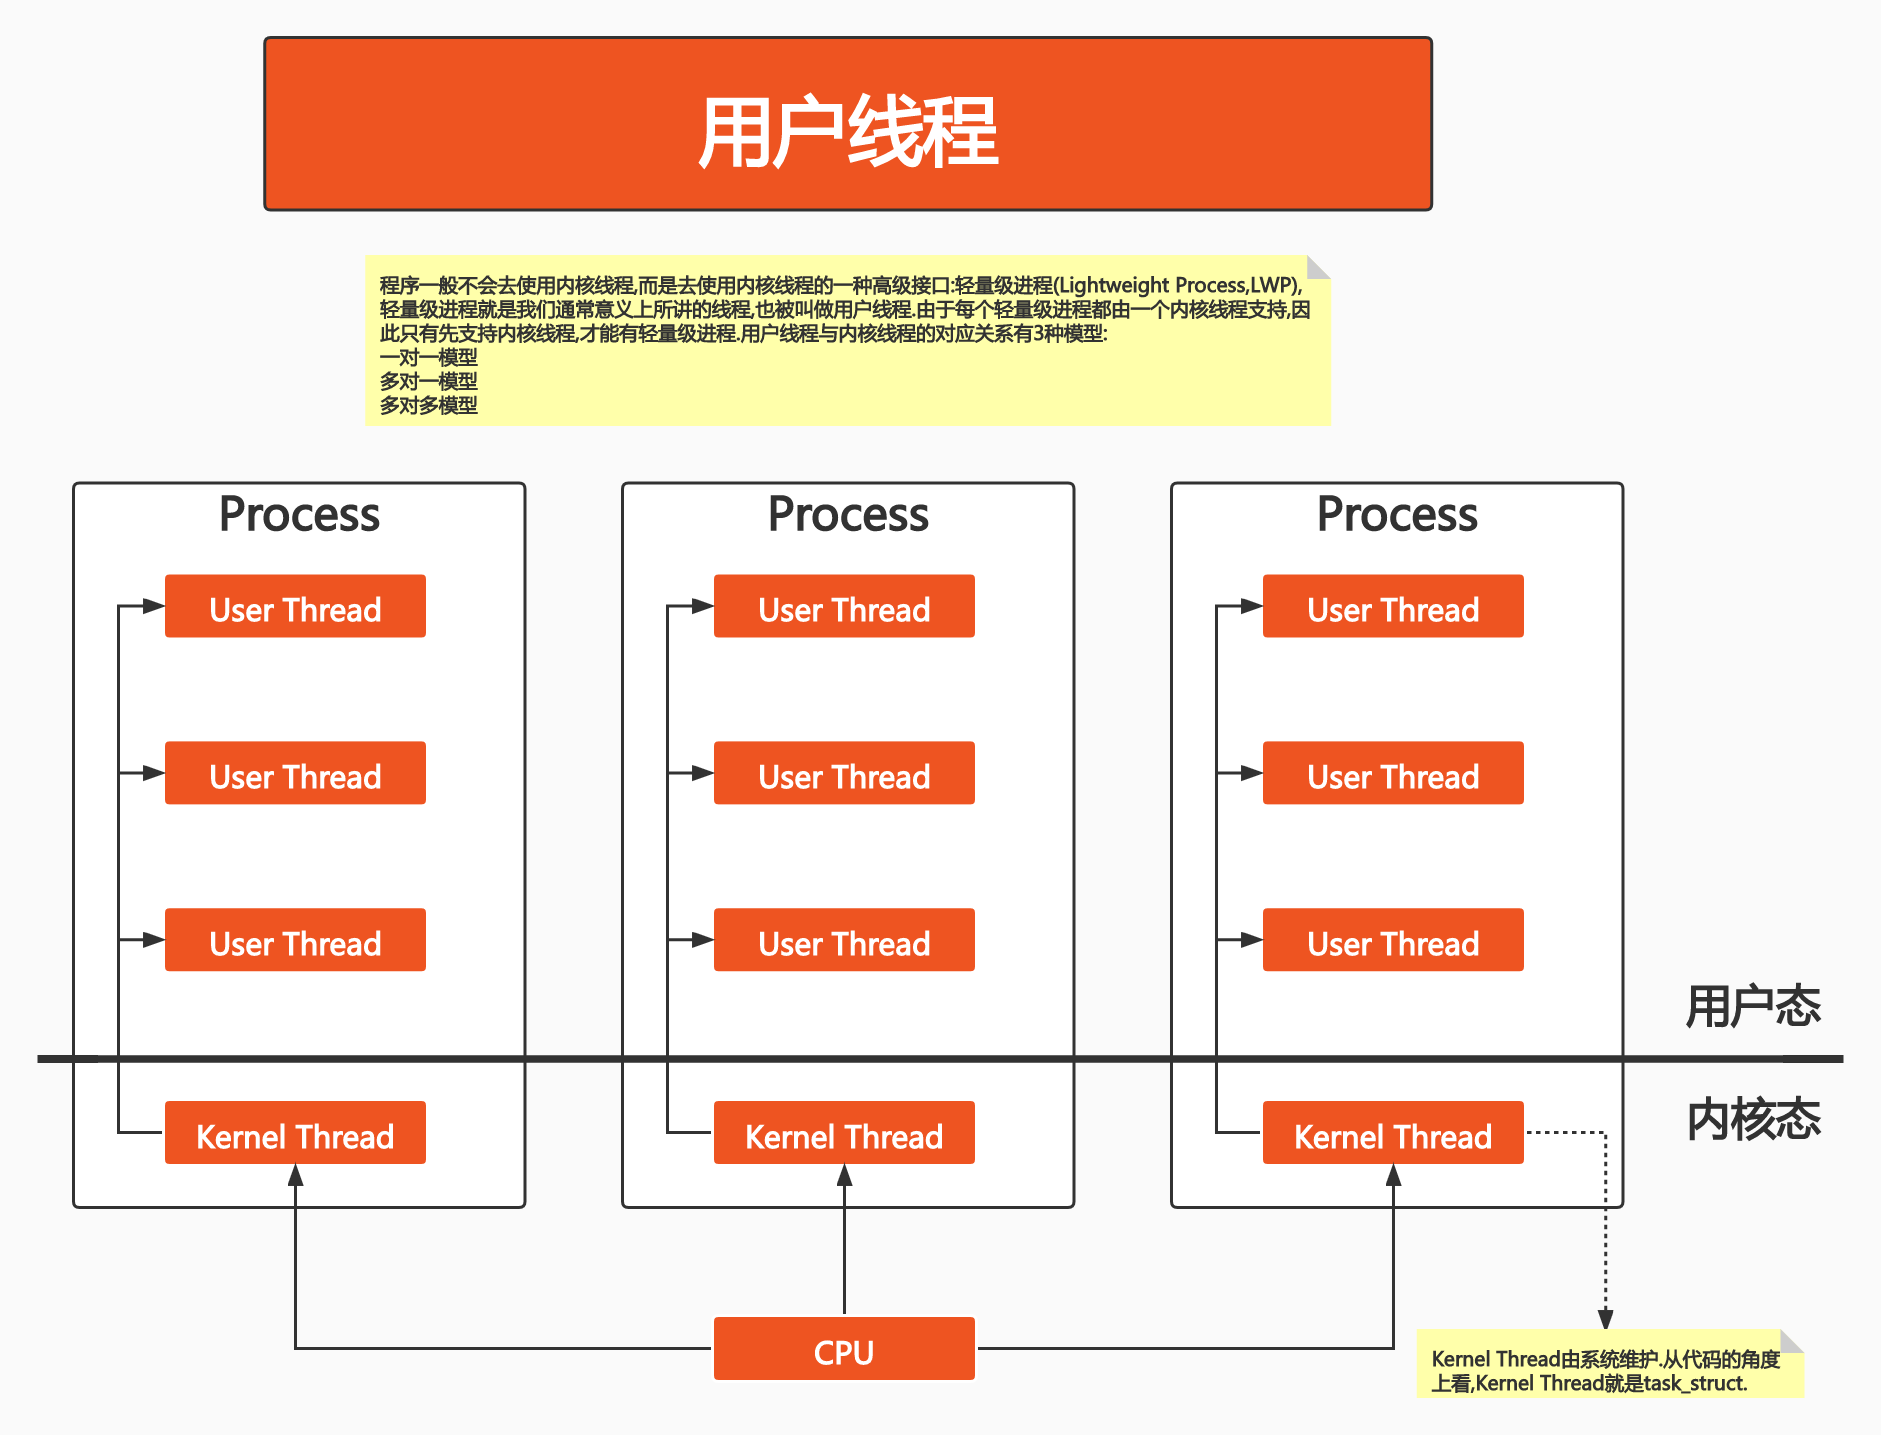 用户线程
程序一般不会去使用内核线程,而是去使用内核线程的一种高级接口:轻量级进程(Lightweight Process,LWP),
轻量级进程就是我们通常意义上所讲的线程,也被叫做用户线程.由于每个轻量级进程都由一个内核线程支持,因
此只有先支持内核线程,才能有轻量级进程.用户线程与内核线程的对应关系有3种模型:
一对一模型
多对一模型
多对多模型
Process
User Thread
User Thread
User Thread
Kernel Thread
Process
User Thread
User Thread
User Thread
Kernel Thread
Process
User Thread
User Thread
User Thread
Kernel Thread
用户态
内核态
CPU
Kernel Thread由系统维护.从代码的角度
上看,Kernel Thread就是task_struct.